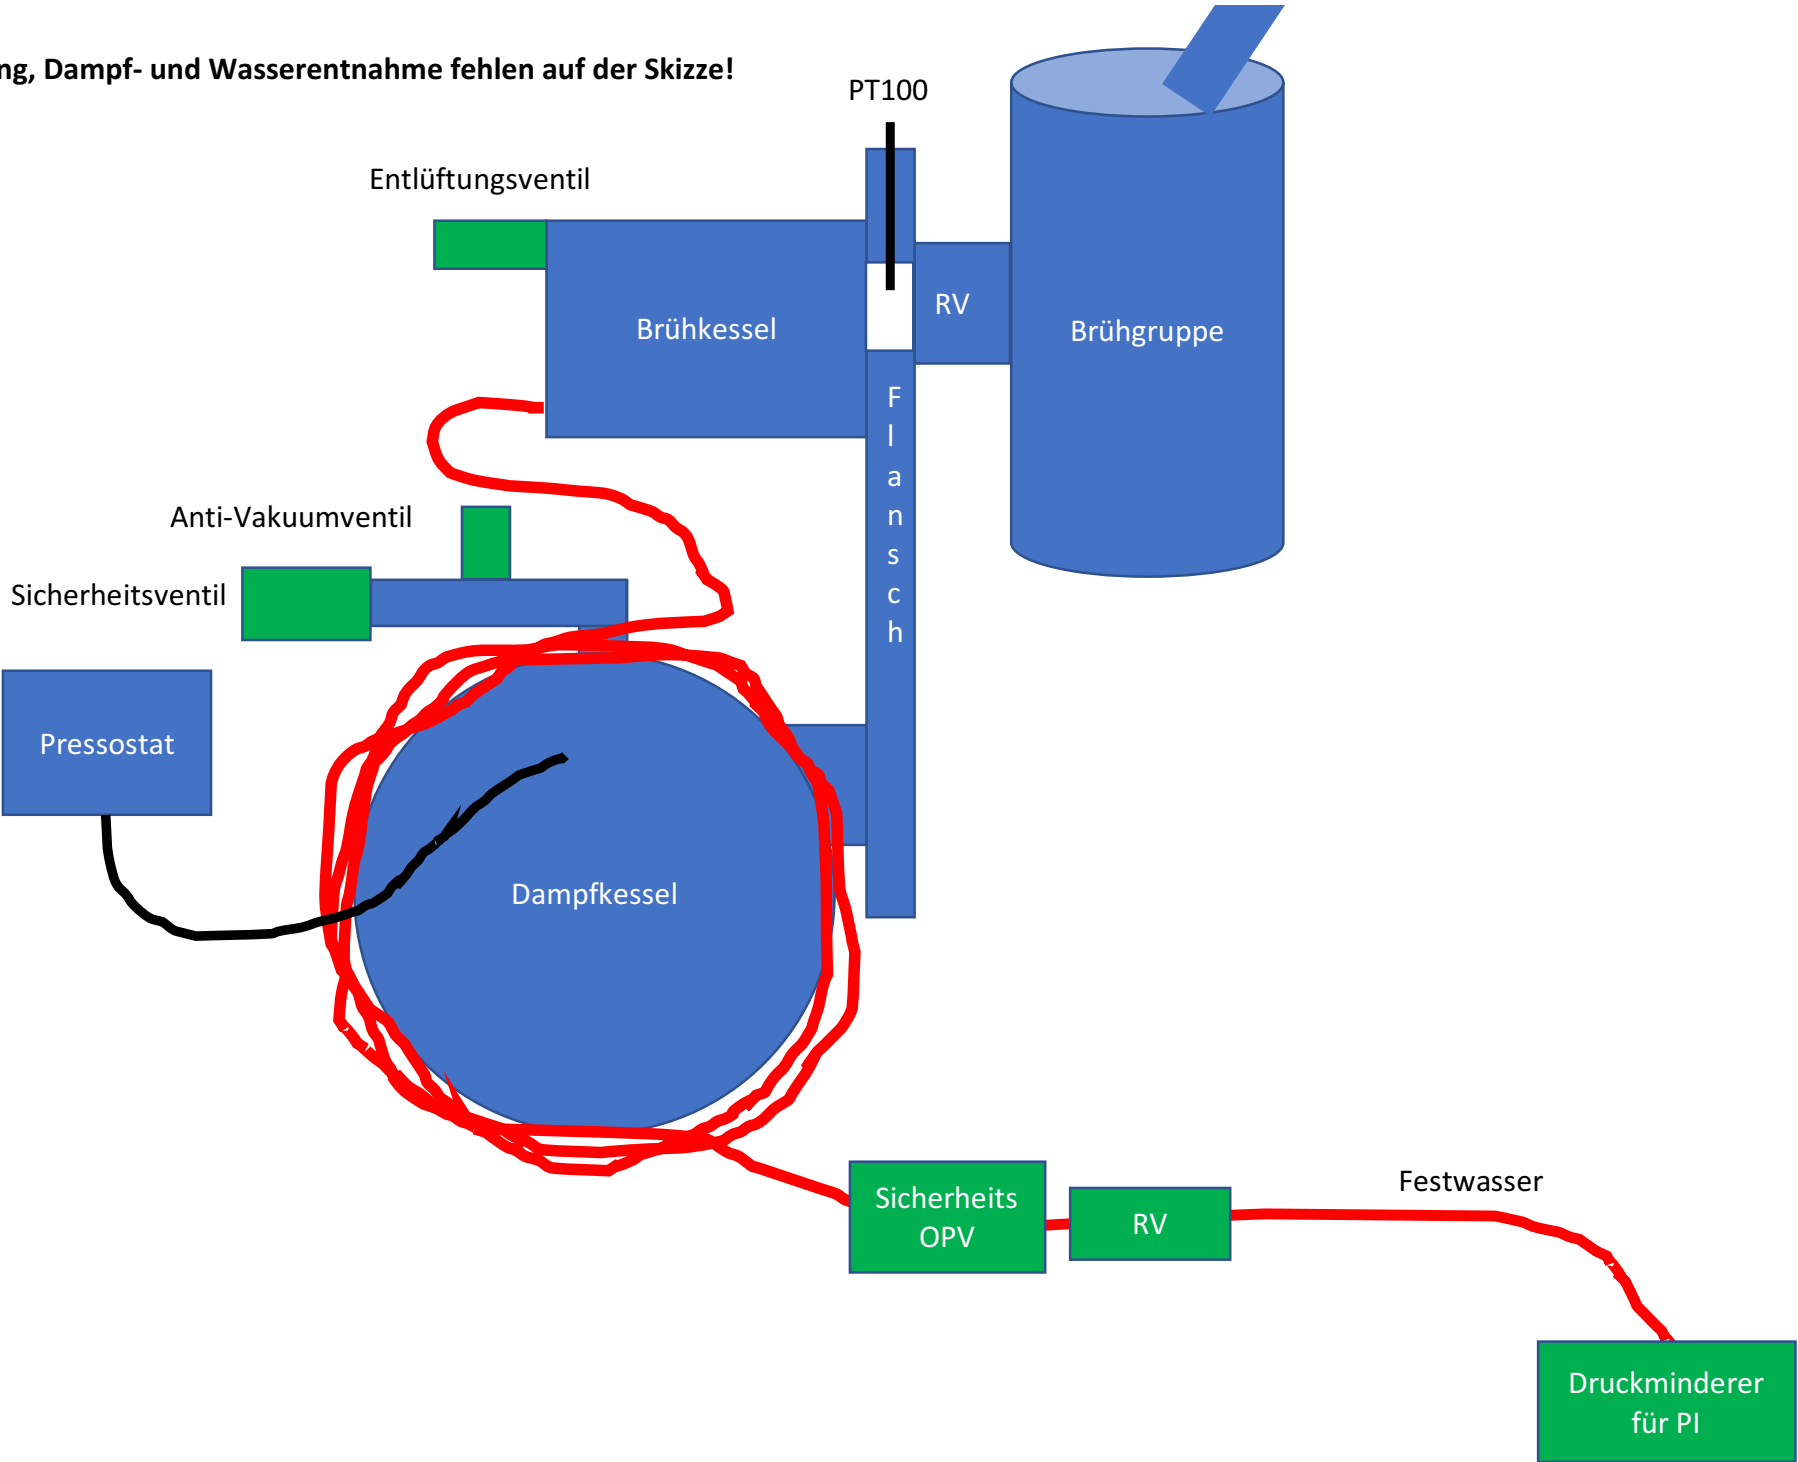 ng, Dampf- und Wasserentnahme fehlen auf der Skizze!
PT100
Entlüftungsventil
Brühkessel
RV
Brühgruppe
Flansch
Anti-Vakuumventil
Sicherheitsventil
Pressostat
Dampfkessel
Festwasser
Sicherheits
OPV
RV
Druckminderer
für PI